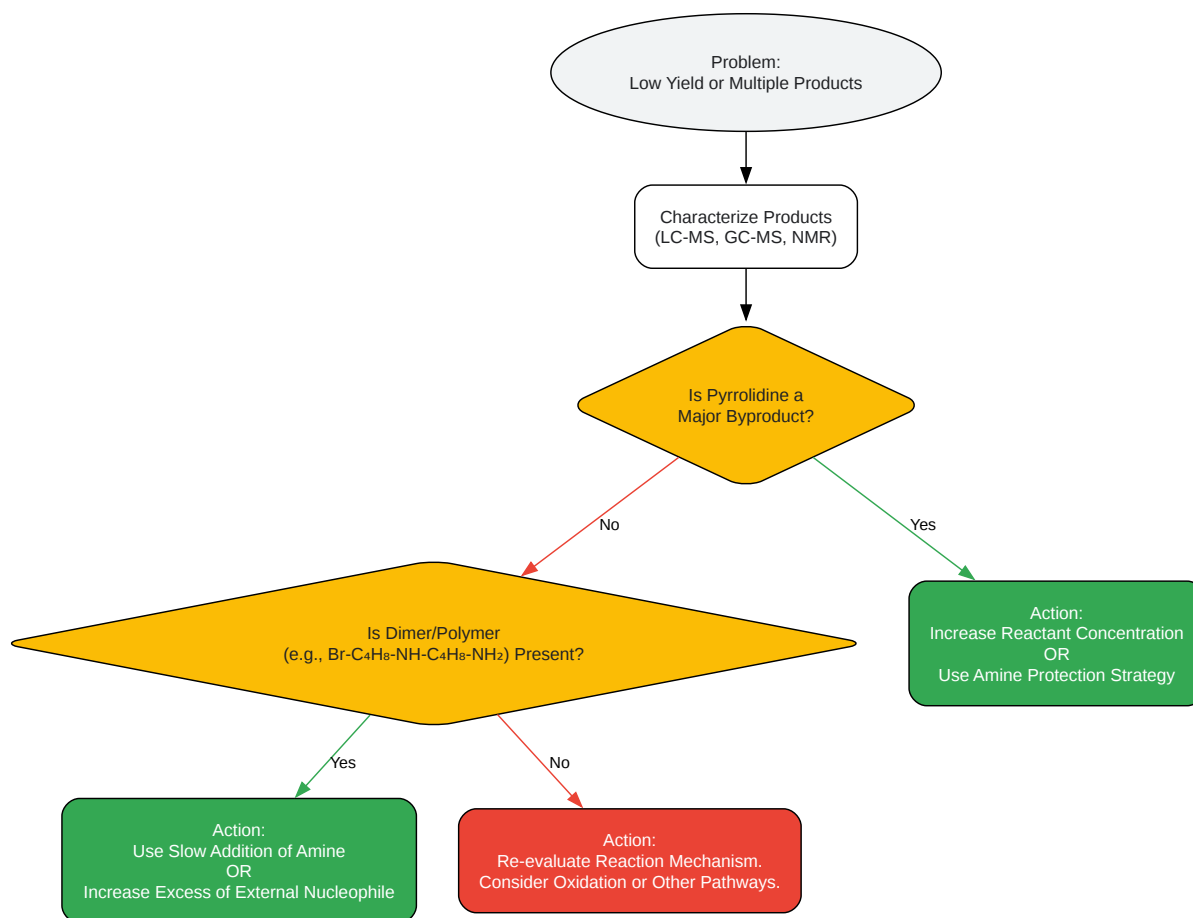 Problem:
Low Yield or Multiple Products
Characterize Products
(LC-MS, GC-MS, NMR)
Is Pyrrolidine a
Major Byproduct?
No
Yes
Is Dimer/Polymer
(e.g., Br-C₄H₈-NH-C₄H₈-NH₂) Present?
Action:
Increase Reactant Concentration
OR
Use Amine Protection Strategy
Yes
No
Action:
Use Slow Addition of Amine
OR
Increase Excess of External Nucleophile
Action:
Re-evaluate Reaction Mechanism.
Consider Oxidation or Other Pathways.